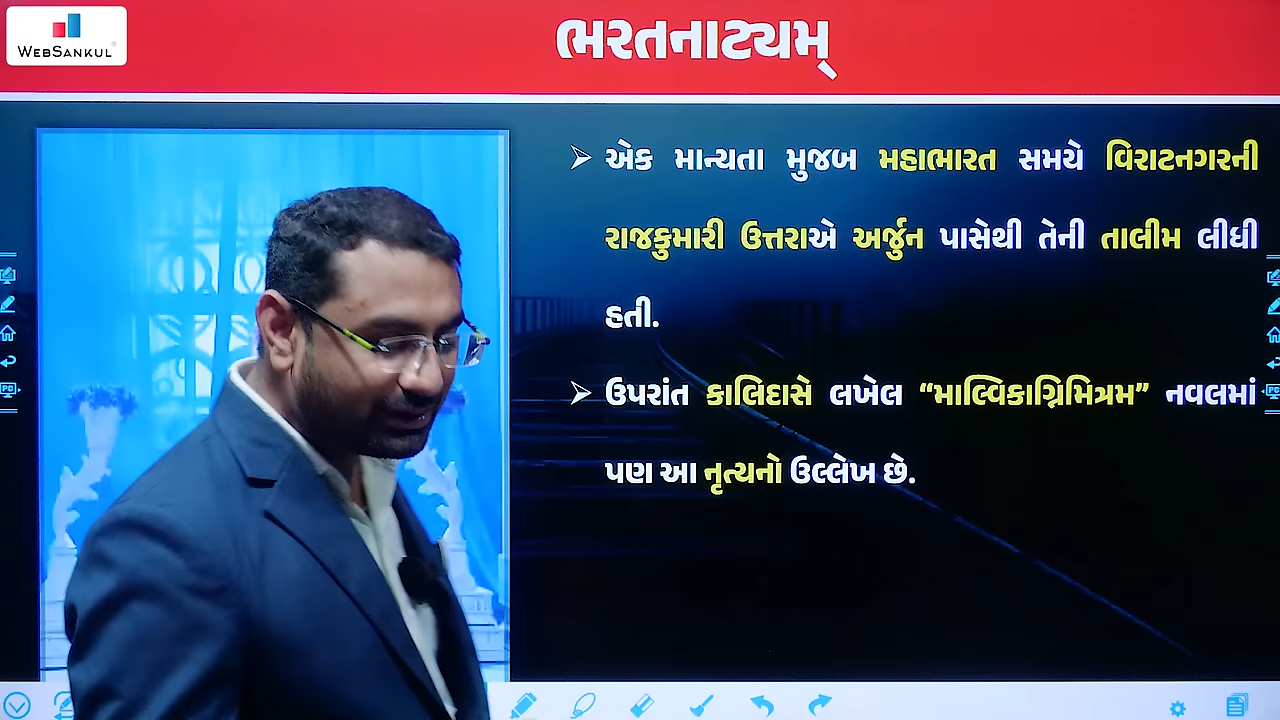 WEBSANKUL
ભરતનાટ્યમ્
એક માન્યતા મુજબ મહાભારત સમયે વિરાટનગરની
રાજકુમારી ઉત્તરાએ અર્જુન પાસેથી તેની તાલીમ લીધી
હતી.
ઉપરાંત કાલિદાસે લખેલ “માલ્વિકાગ્નિમિત્રમ” નવલમાં
પણ આ નૃત્યનો ઉલ્લેખ છે.